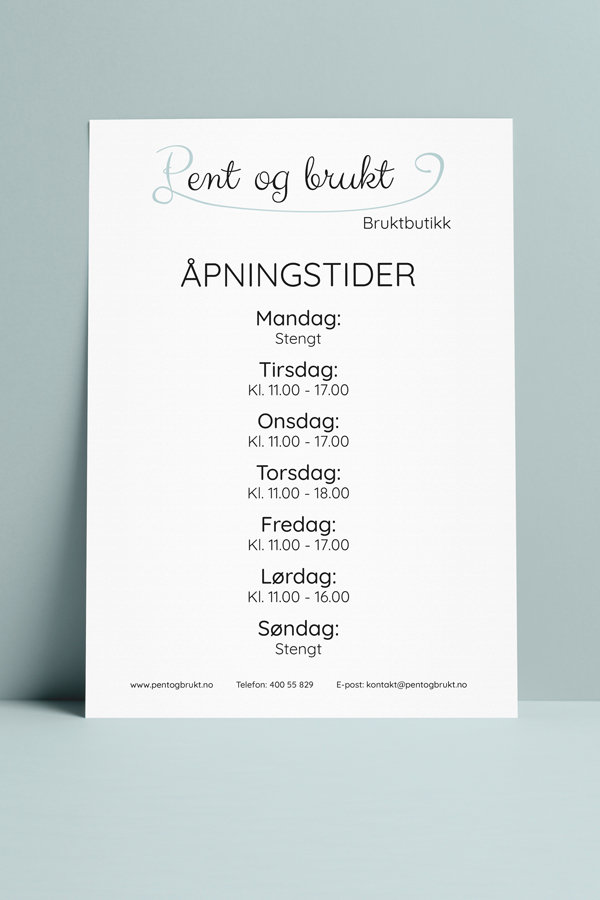 Pent og brukt
Bruktbutikk
ÅPNINGSTIDER
Mandag:
Stengt
Tirsdag:
Kl. 11.00 - 17.00
Onsdag:
Kl. 11.00 - 17.00
Torsdag:
Kl. 11.00 - 18.00
Fredag:
Kl. 11.00 - 17.00
Lørdag:
Kl. 11.00 - 16.00
Søndag:
Stengt
www.pentogbrukt.no Telefon: 400 55 829 E-post: kontakt@pentogbrukt.no